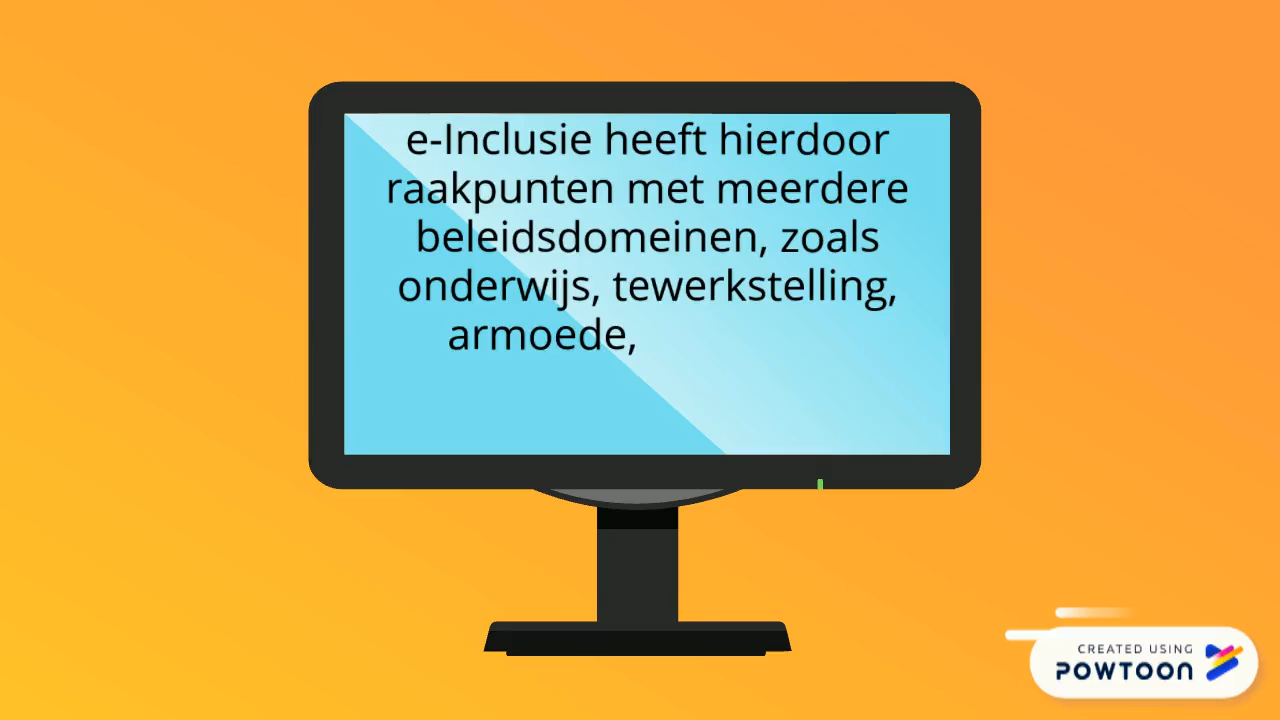 e-Inclusie heeft hierdoor
raakpunten met meerdere
beleidsdomeinen, zoals
onderwijs, tewerkstelling,
armoede,
CREATED USING
POWTOON